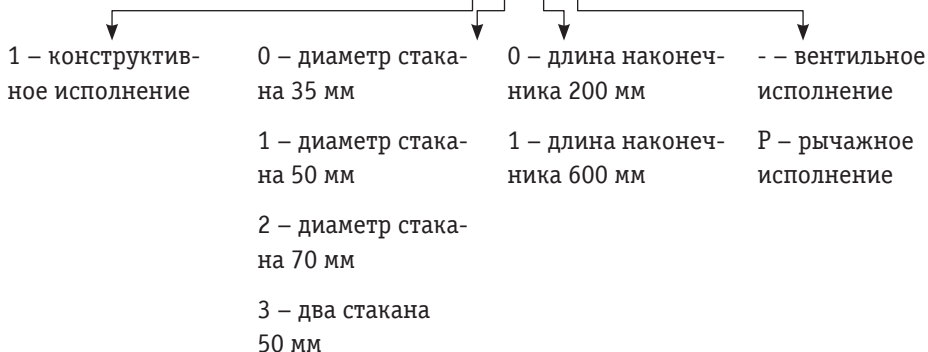 1 – конструктив-
ное исполнение
0 – диаметр стака-
на 35 мм
1 – диаметр стака-
на 50 мм
2 – диаметр стака-
на 70 мм
3 – два стакана
50 мм
0 – длина наконеч-
ника 200 мм
1 – длина наконеч-
ника 600 мм
- – вентильное
исполнение
Р – рычажное
исполнение